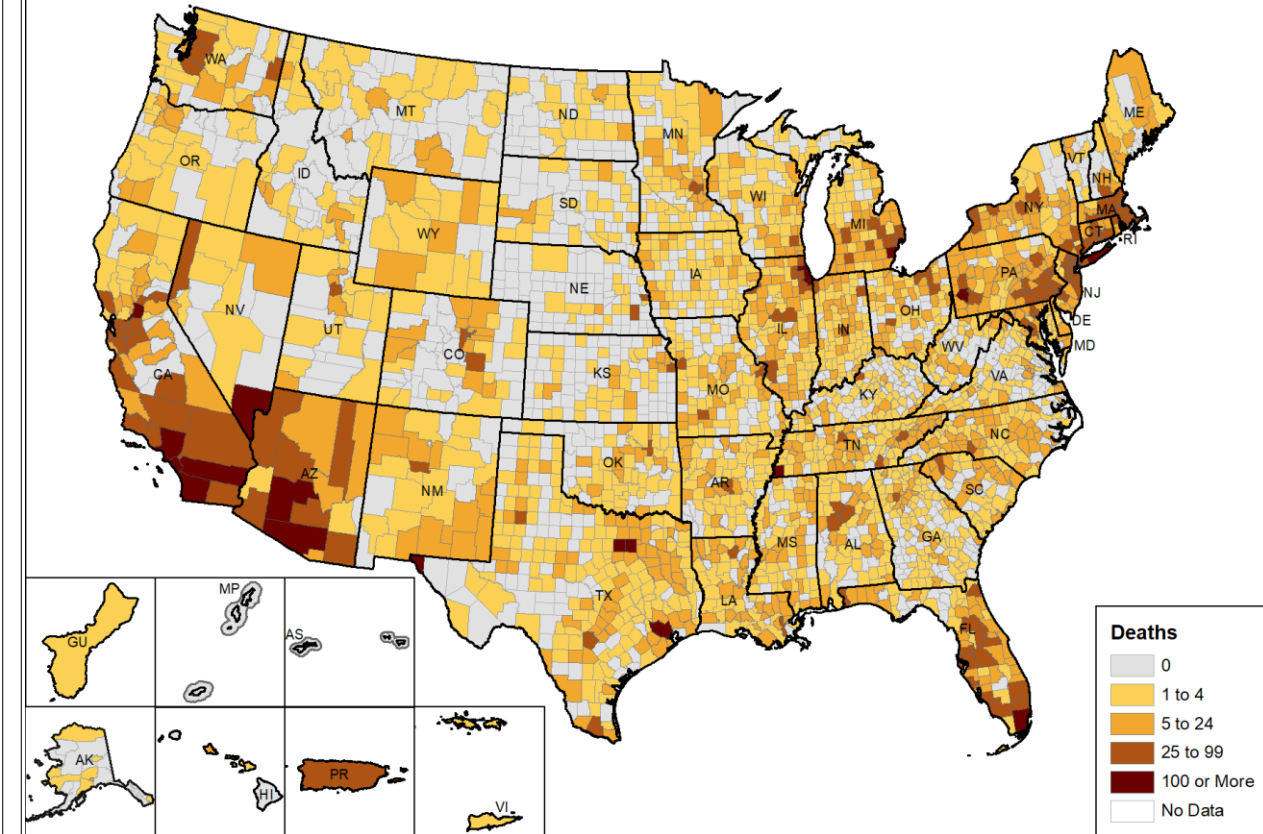 WA
MT
ND
MN
ME
OR
ID
SD
WI
VT
NH
NY
MA
MI
CT
RI
WY
IA
PA
NE
NJ
NV
UT
CO
IL
IN
OH
DE
MD
WV
CA
KS
MO
KY
VA
AZ
NM
OK
AR
TN
NC
SC
MS
AL
GA
TX
LA
FL
GU
MP
AS
AK
HI
PR
VI
Deaths
0
1 to 4
5 to 24
25 to 99
100 or More
No Data